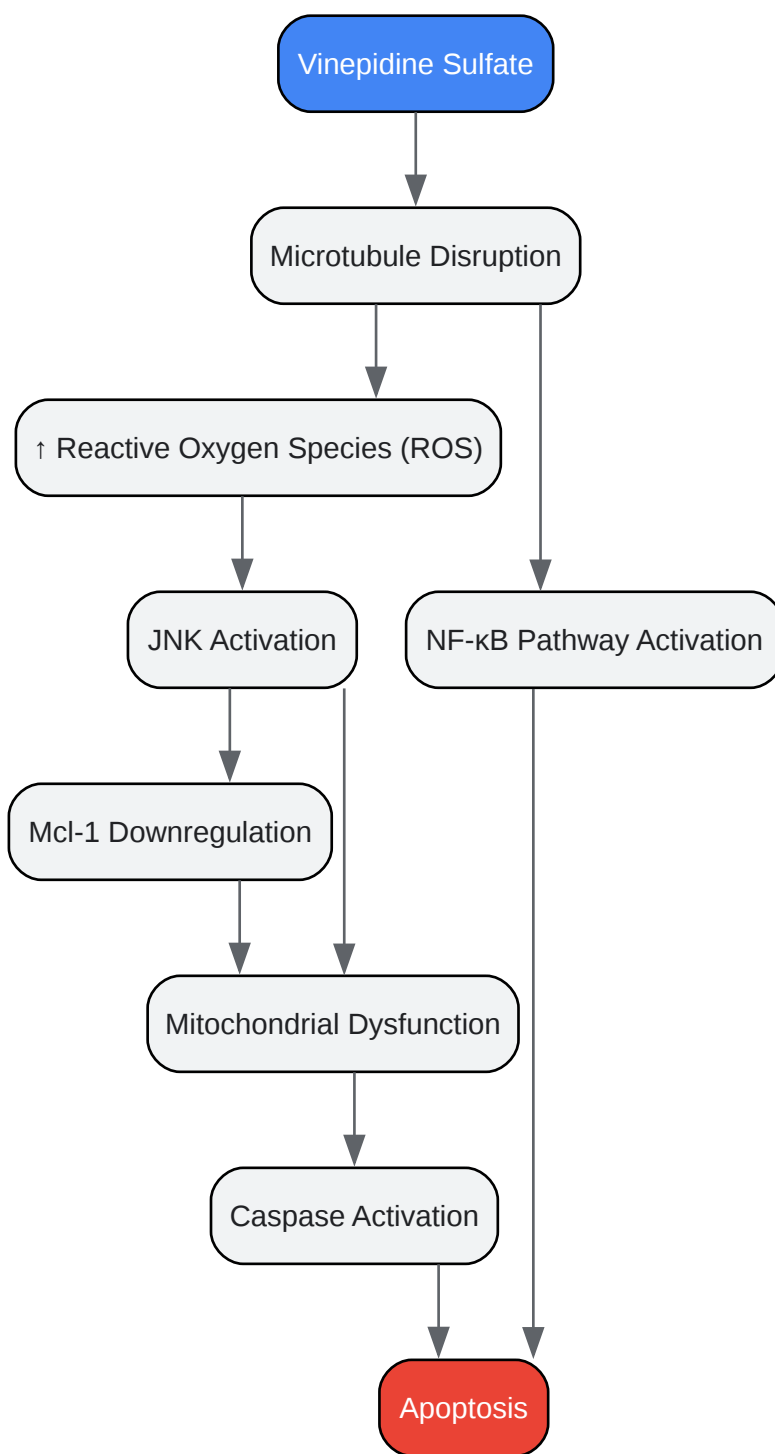 Vinepidine Sulfate
Microtubule Disruption
↑ Reactive Oxygen Species (ROS)
JNK Activation
NF-κB Pathway Activation
Mcl-1 Downregulation
Mitochondrial Dysfunction
Caspase Activation
Apoptosis